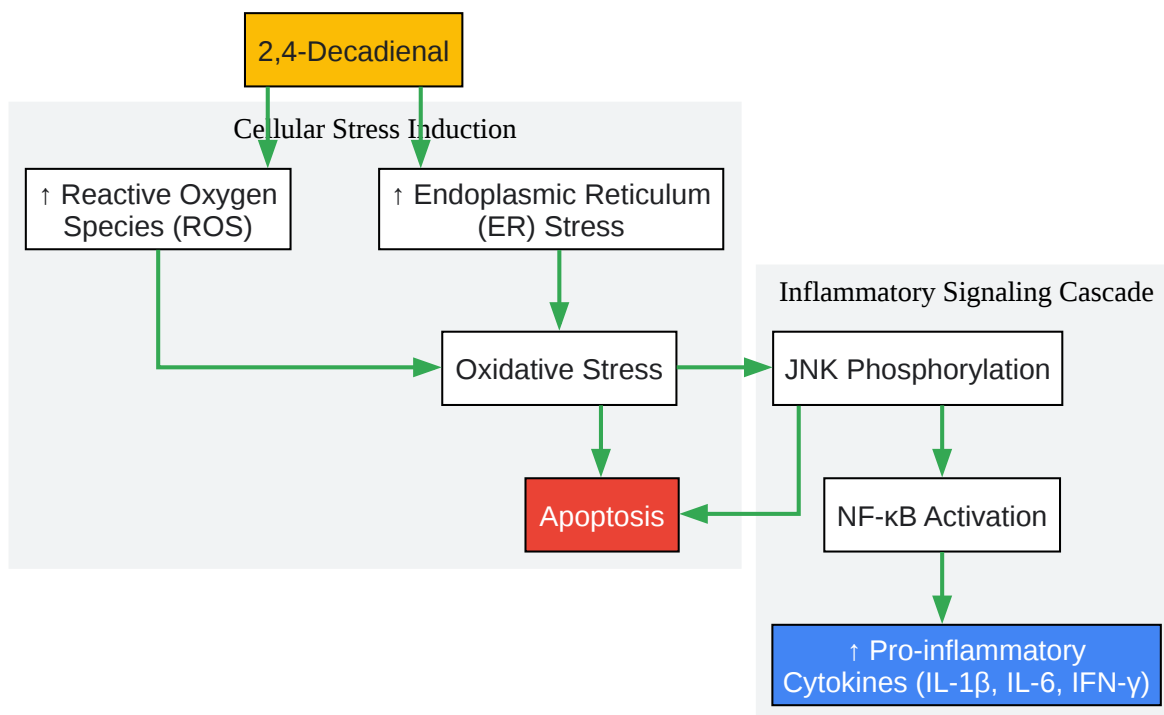 2,4-Decadienal
Cellular Stress Induction
↑ Reactive Oxygen
Species (ROS)
↑ Endoplasmic Reticulum
(ER) Stress
Inflammatory Signaling Cascade
Oxidative Stress
JNK Phosphorylation
Apoptosis
NF-κB Activation
↑ Pro-inflammatory
Cytokines (IL-1β, IL-6, IFN-γ)